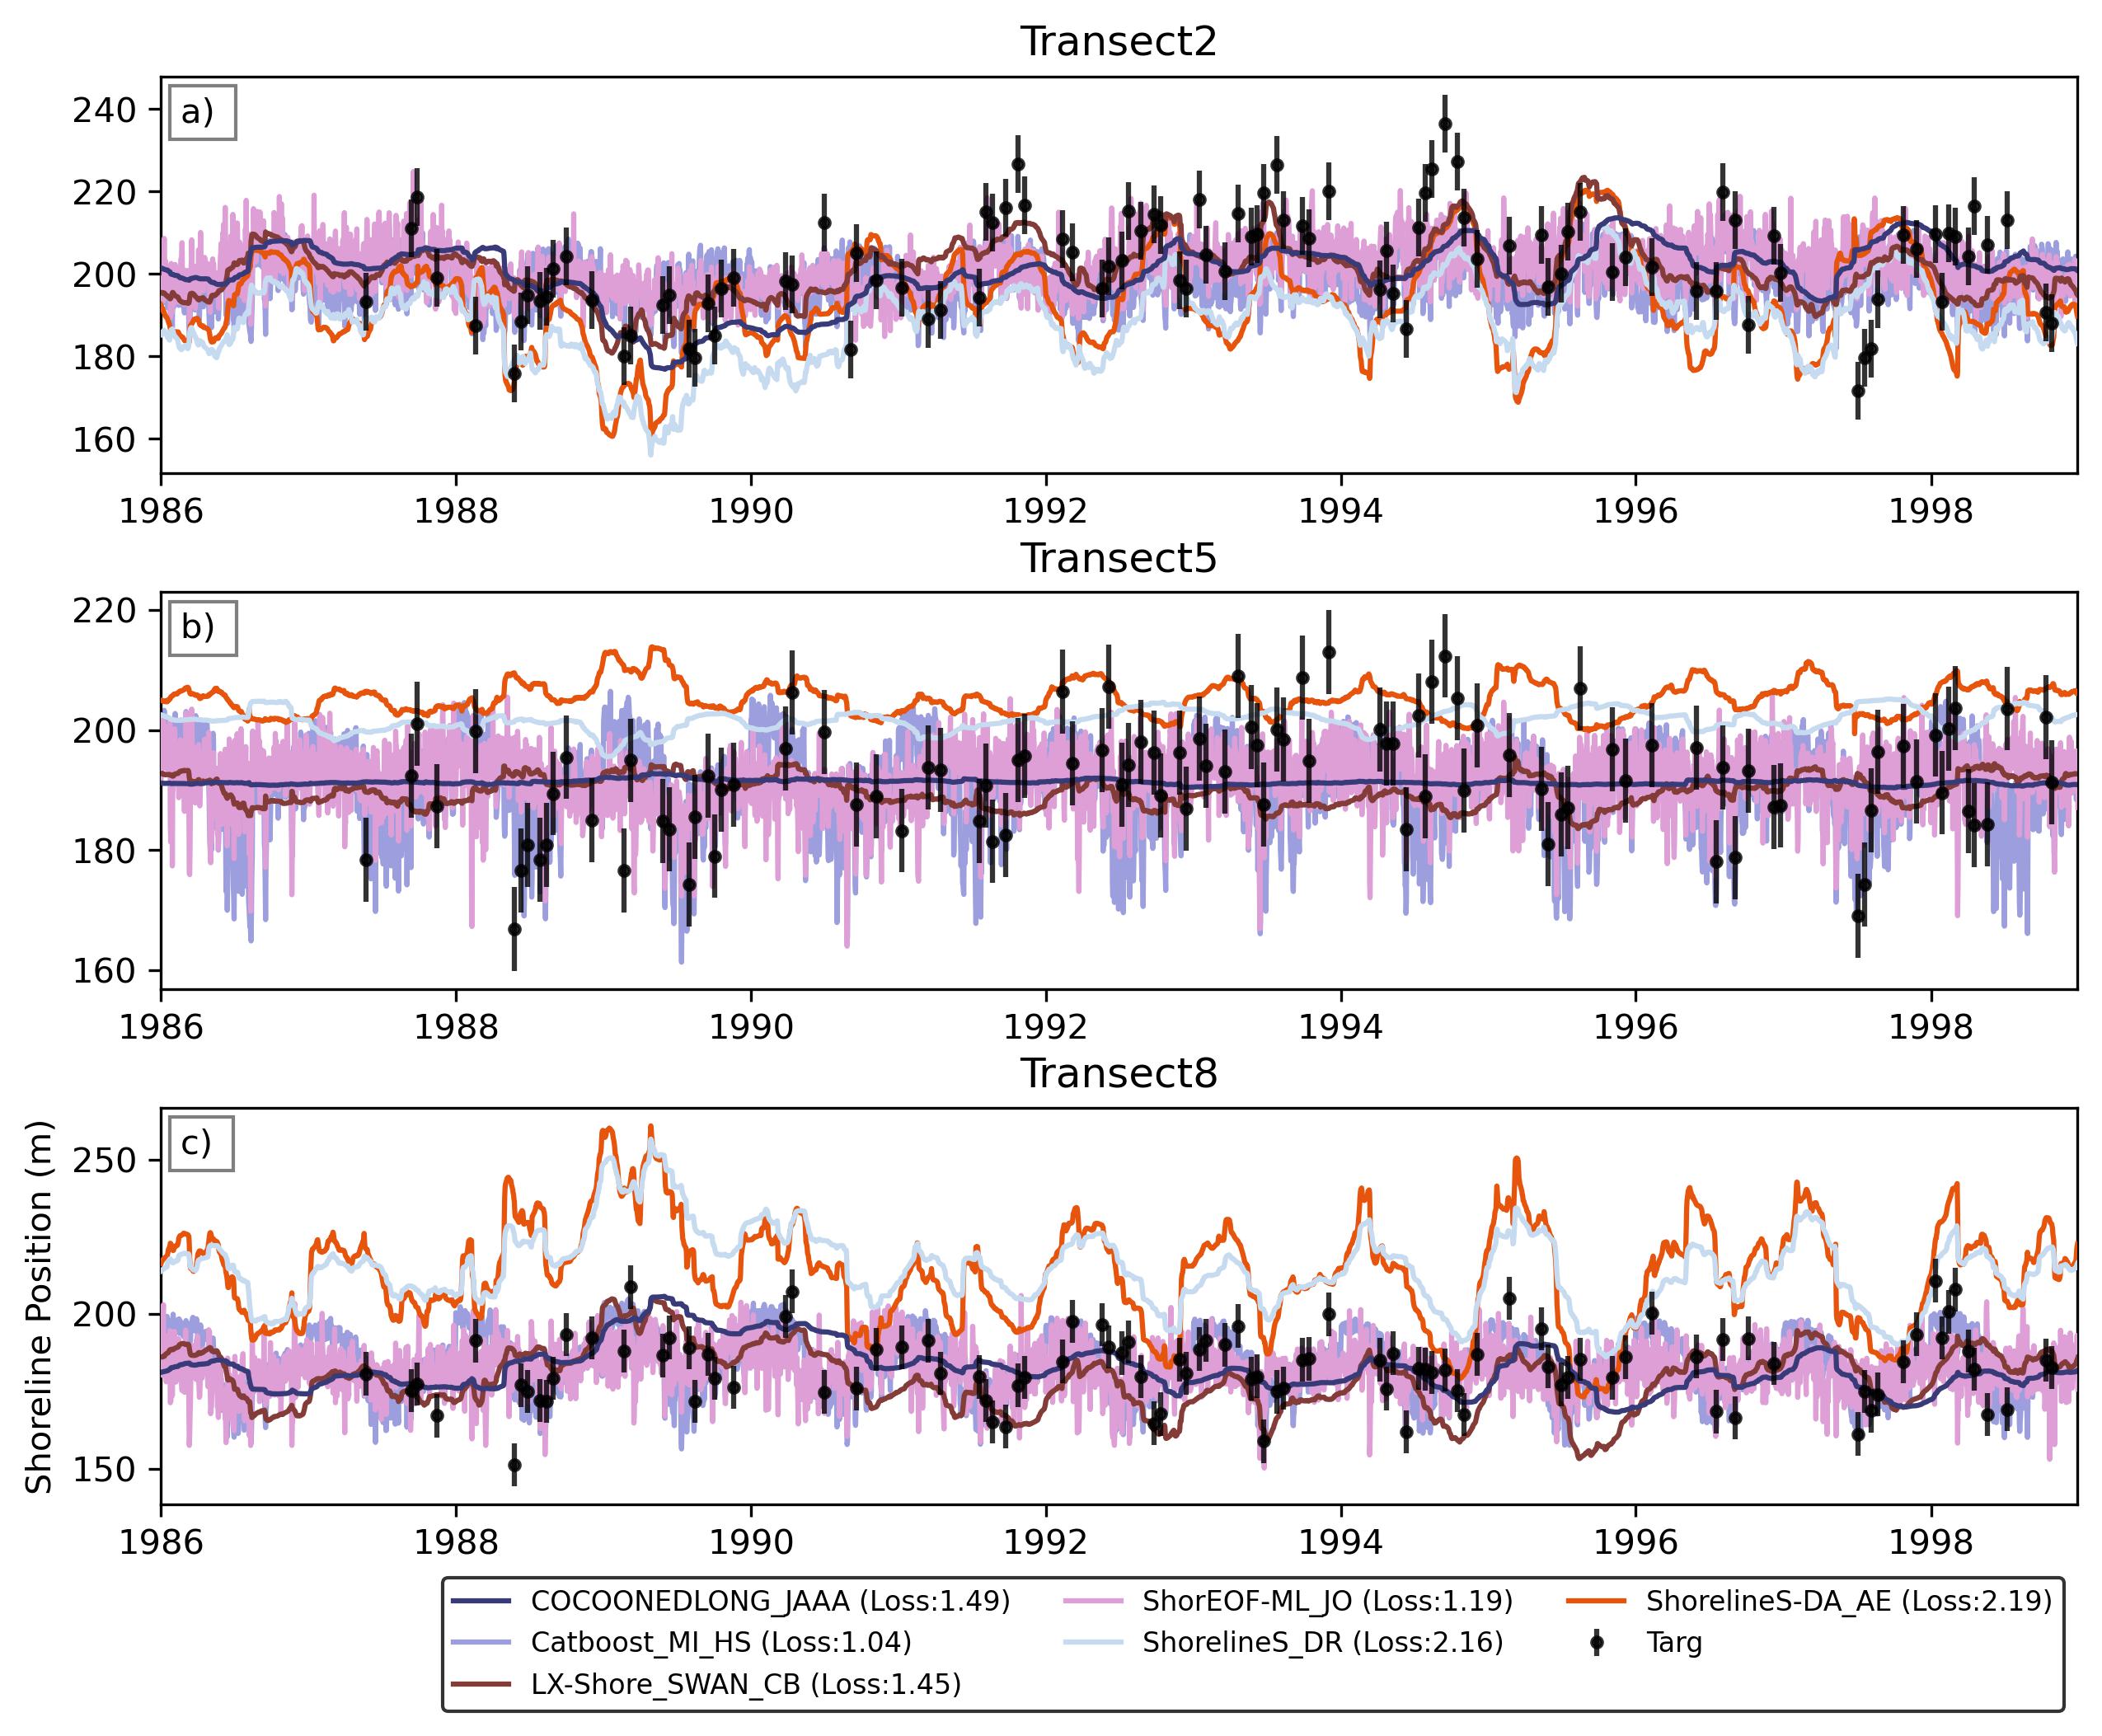 Transect2
a)
240
220
200
180
160
1986 1988 1990 1992 1994 1996 1998
Transect5
b)
220
200
180
160
1986 1988 1990 1992 1994 1996 1998
Transect8
c)
Shoreline Position (m)
250
200
150
1986 1988 1990 1992 1994 1996 1998
COCOONEDLONG_JAAA (Loss:1.49)
Catboost_MI_HS (Loss:1.04)
LX-Shore_SWAN_CB (Loss:1.45)
ShorEOF-ML_JO (Loss:1.19)
ShorelineS_DR (Loss:2.16)
ShorelineS-DA_AE (Loss:2.19)
Targ